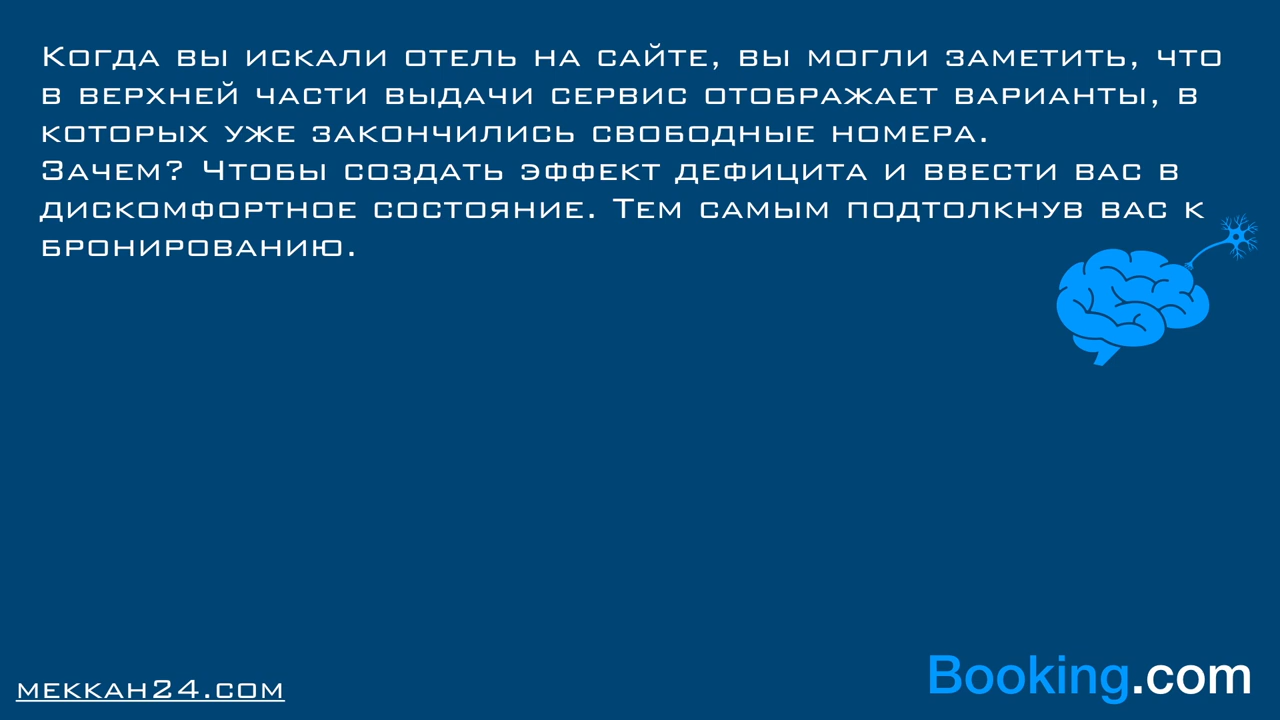 Когда вы искали отель на сайте, вы могли заметить, что
в верхней части выдачи сервис отображает варианты, в
которых уже закончились свободные номера.
Зачем? Чтобы создать эффект дефицита и ввести вас в
дискомфортное состояние. Тем самым подтолкнув вас к
бронированию.
меккан24.com
Booking.com